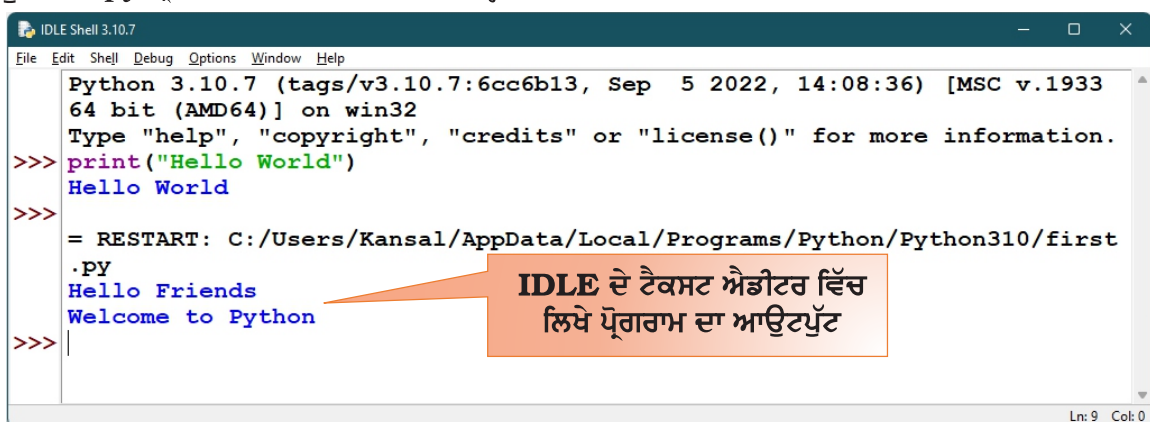 IDLE Shell 3.10.7
File Edit Shell Debug Options Window Help
Python 3.10.7 (tags/v3.10.7:6cc6b13, Sep  5 2022, 14:08:36) [MSC v.1933
64 bit (AMD64)] on win32
Type "help", "copyright", "credits" or "license()" for more information.
>>> print("Hello World")
Hello World
>>>
= RESTART: C:/Users/Kansal/AppData/Local/Programs/Python/Python310/first
.py
Hello Friends
Welcome to Python
>>>
IDLE ਦੇ ਟੈਕਸਟ ਐਡੀਟਰ ਵਿੱਚ
ਲਿਖੇ ਪ੍ਰੋਗਰਾਮ ਦਾ ਆਉਟਪੁੱਟ
Ln: 9 Col: 0